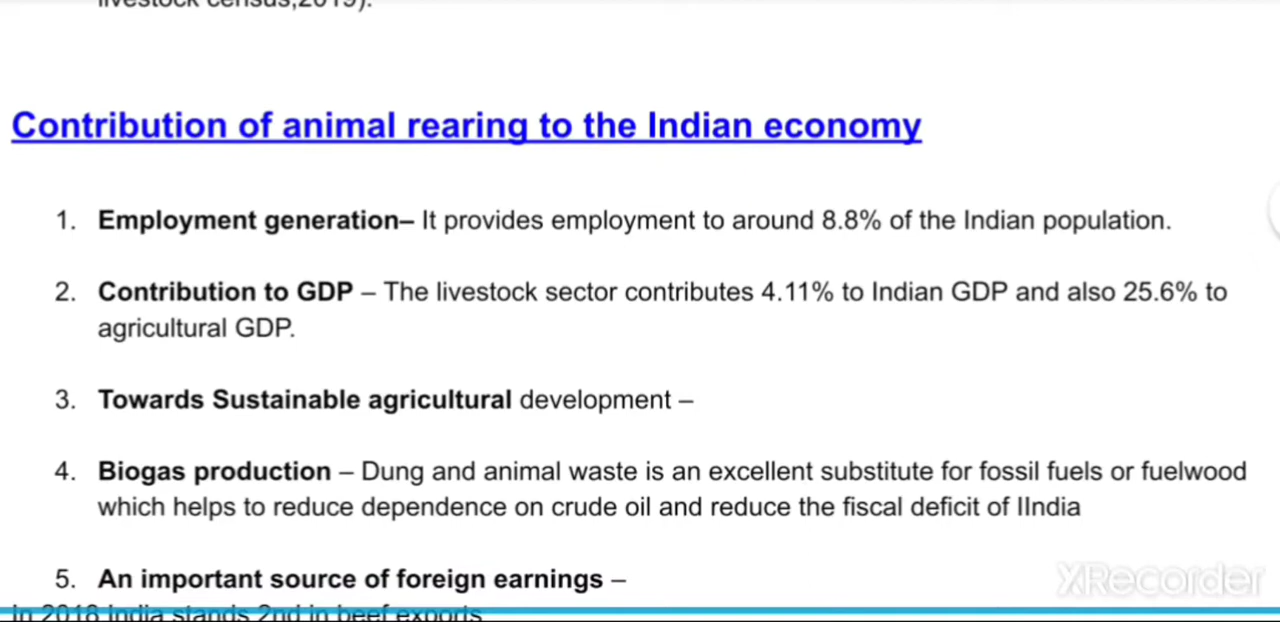 livestock census,2019).
Contribution of animal rearing to the Indian economy
1. Employment generation– It provides employment to around 8.8% of the Indian population.
2. Contribution to GDP – The livestock sector contributes 4.11% to Indian GDP and also 25.6% to
agricultural GDP.
3. Towards Sustainable agricultural development –
4. Biogas production – Dung and animal waste is an excellent substitute for fossil fuels or fuelwood
which helps to reduce dependence on crude oil and reduce the fiscal deficit of IIndia
5. An important source of foreign earnings –
XRecorder
In 2018 India stands 2nd in beef exports